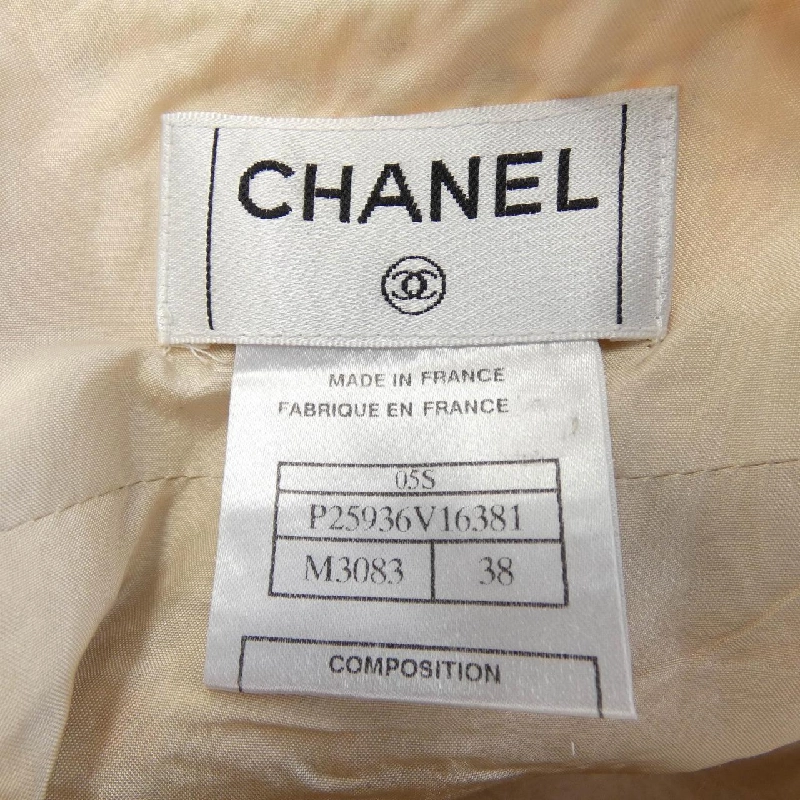 CHANEL
MADE IN FRANCE
FABRIQUE EN FRANCE
05S
P25936V16381
M3083 38
COMPOSITION